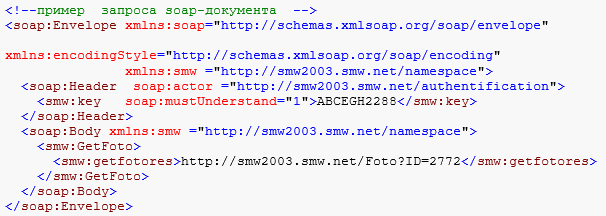 <!--пример  запроса soap-документа  -->
<soap:Envelope xmlns:soap="http://schemas.xmlsoap.org/soap/envelope"
xmlns:encodingStyle="http://schemas.xmlsoap.org/soap/encoding"
xmlns:smw ="http://smw2003.smw.net/namespace">
<soap:Header  soap:actor ="http://smw2003.smw.net/authentification">
<smw:key   soap:mustUnderstand="1">ABCEGH2288</smw:key>
</soap:Header>
<soap:Body xmlns:smw ="http://smw2003.smw.net/namespace">
<smw:GetFoto>
<smw:getfotores>http://smw2003.smw.net/Foto?ID=2772</smw:getfotores>
</smw:GetFoto>
</soap:Body>
</soap:Envelope>